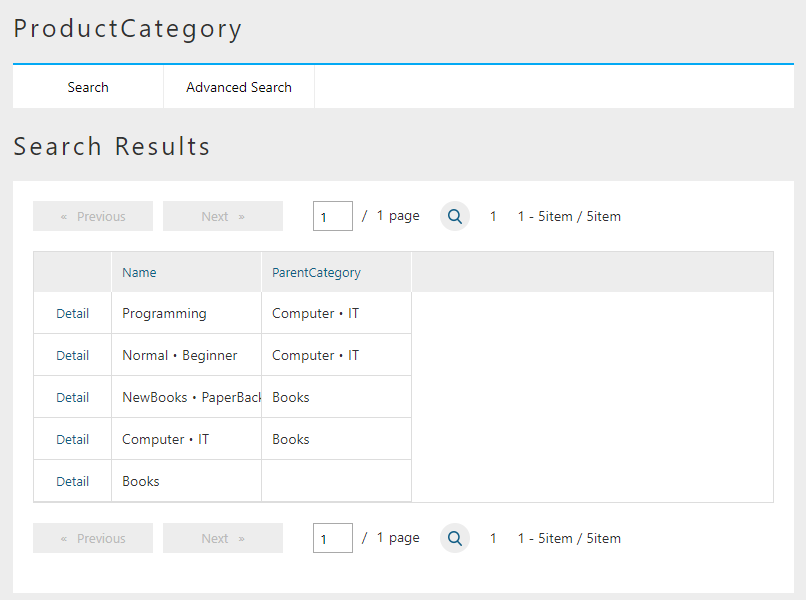 ProductCategory
Search Advanced Search
Search Results
« Previous Next » 1 / 1 page 1 1 - 5item / 5item
Name ParentCategory
Detail Programming Computer・IT
Detail Normal・Beginner Computer・IT
Detail NewBooks・PaperBack Books
Detail Computer・IT Books
Detail Books
« Previous Next » 1 / 1 page 1 1 - 5item / 5item